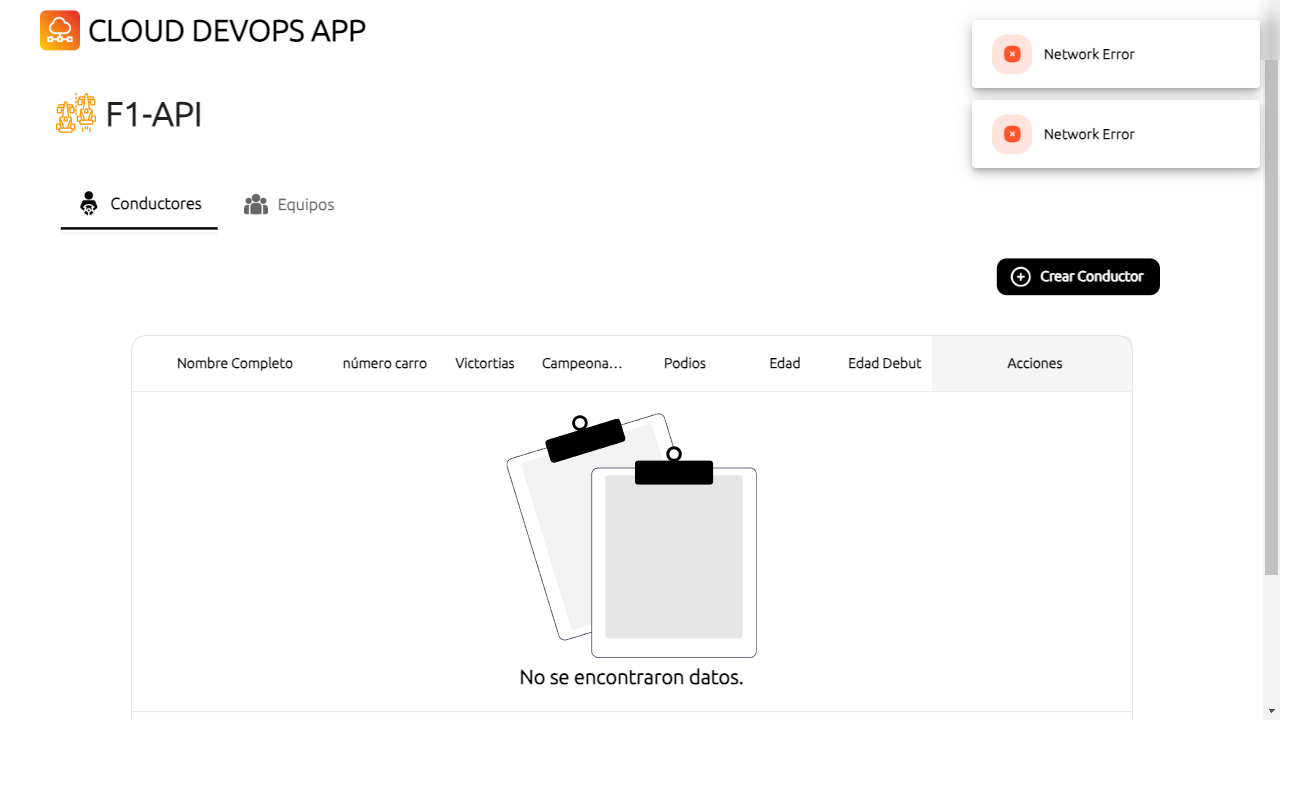 CLOUD DEVOPS APP
Network Error
Network Error
F1-API
Conductores Equipos
Crear Conductor
Nombre Completo número carro Victortias Campeona... Podios Edad Edad Debut Acciones
No se encontraron datos.